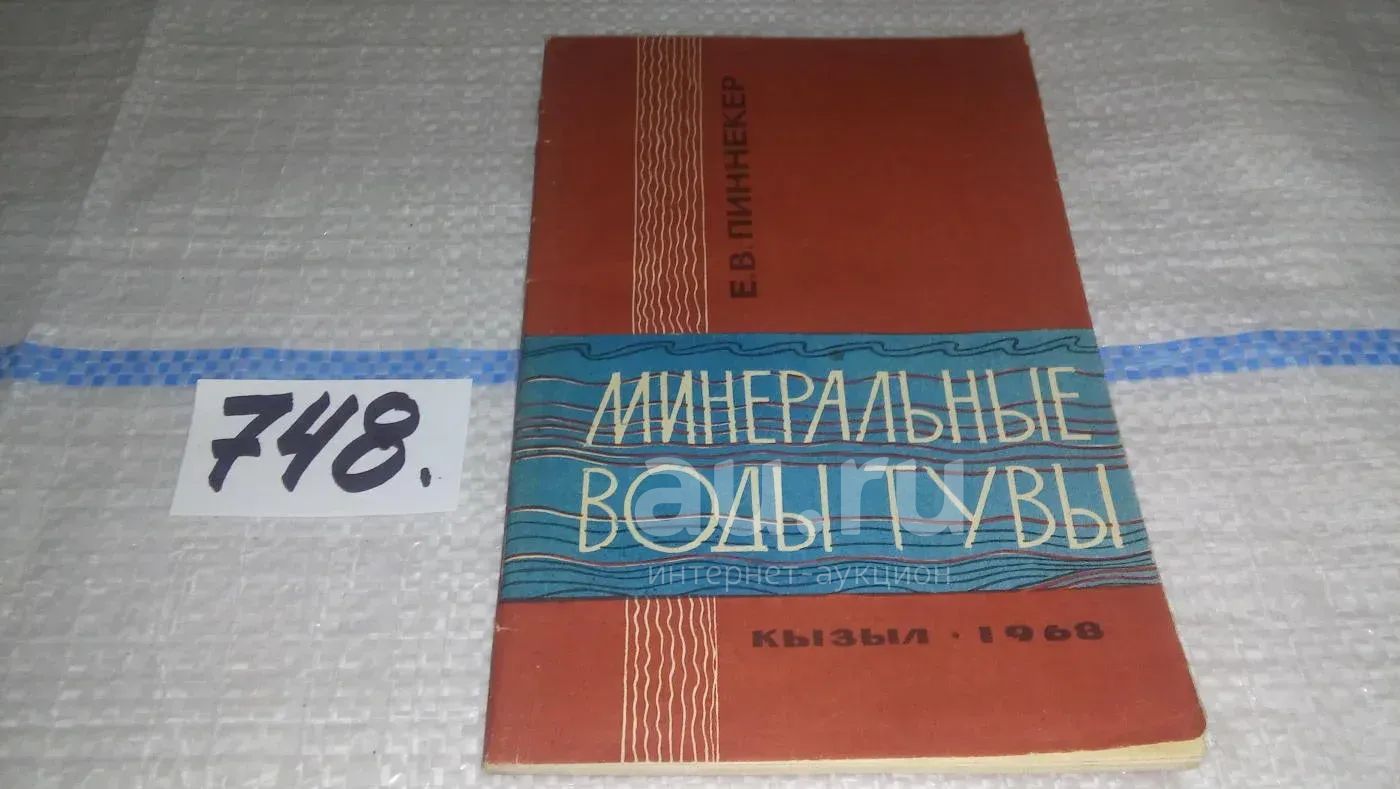 Е. В. ПИННЕКЕР
МИНЕРАЛЬНЫЕ
ВОДЫ ТУВЫ
КЫЗЫЛ · 1968
748.
au.ru
интернет-аукцион